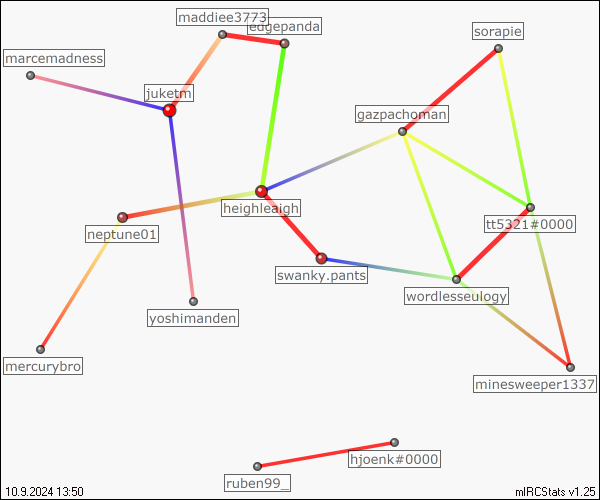 maddiee3773
edgepanda
sorapie
marcemadness
juketm
gazpachoman
heighleaigh
tt5321#0000
neptune01
swanky.pants
wordlesseulogy
yoshimanden
mercurybro
minesweeper1337
hjoenk#0000
ruben99_
10.9.2024 13:50
mIRCStats v1.25